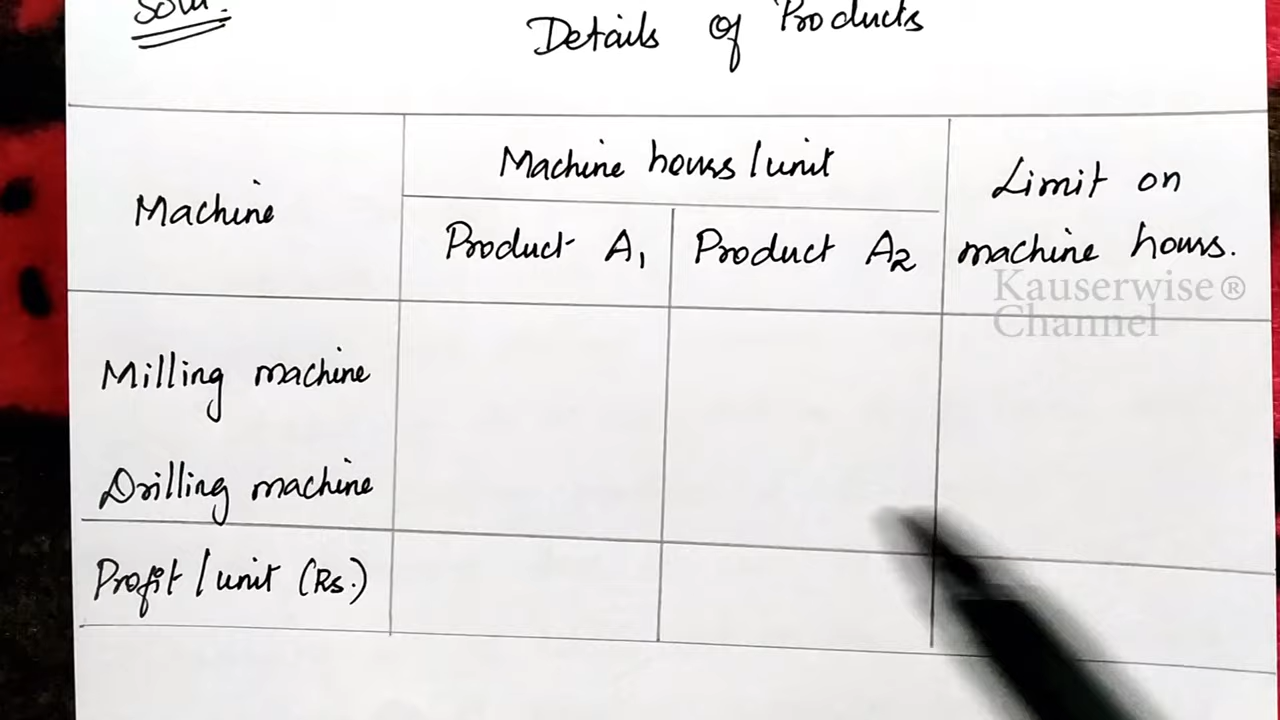 Soln.
Details of Products
Machine
Machine hours / unit
Limit on
machine hours.
Product A1
Product A2
Kauserwise®
Channel
Milling machine
Drilling machine
Profit / unit (Rs.)